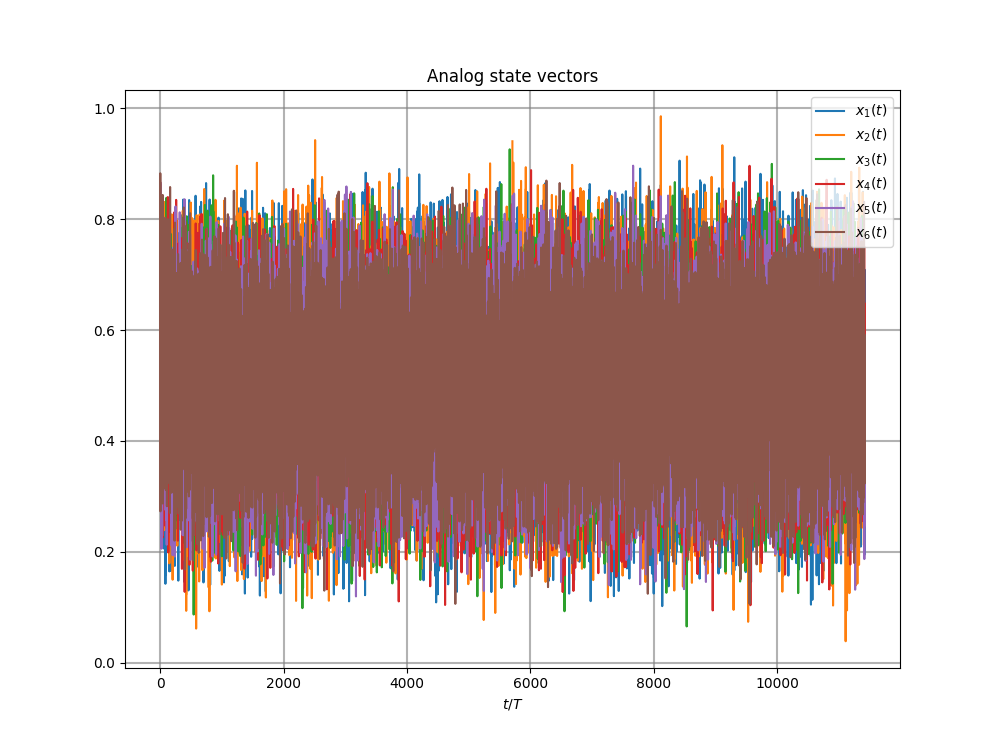 Analog state vectors
1.0
0.8
0.6
0.4
0.2
0.0
x₁(t)
x₂(t)
x₃(t)
x₄(t)
x₅(t)
x₆(t)
0 2000 4000 6000 8000 10000
t/T